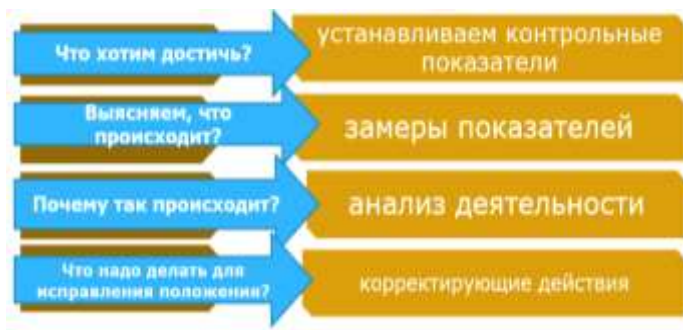 Что хотим достичь?
устанавливаем контрольные
показатели
Выясняем, что
происходит?
замеры показателей
Почему так происходит?
анализ деятельности
Что надо делать для
исправления положения?
корректирующие действия